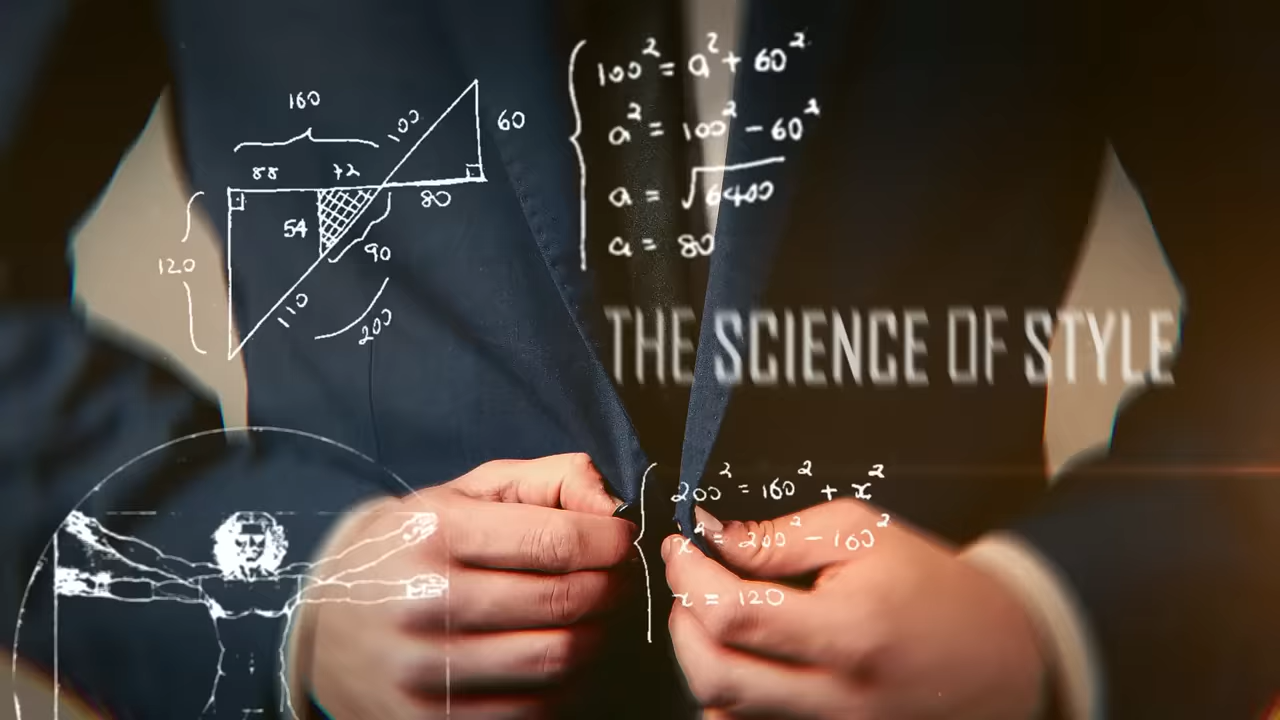 160
100
60
88
72
80
54
90
120
110
200
100² = a² + 60²
a² = 100² - 60²
a = √6400
a = 80
THE SCIENCE OF STYLE
200² = 160² + x²
x² = 200² - 160²
x = 120